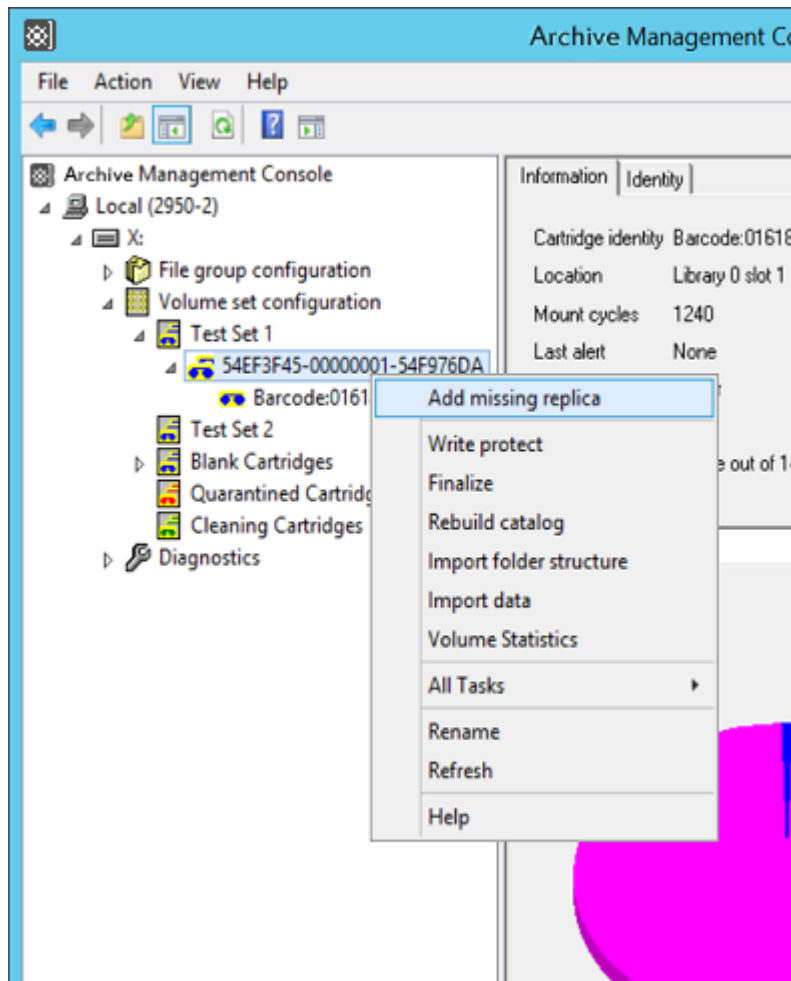 Archive Management Co
File Action View Help
Archive Management Console
Local (2950-2)
X:
File group configuration
Volume set configuration
Test Set 1
54EF3F45-00000001-54F976DA
Barcode:0161
Test Set 2
Blank Cartridges
Quarantined Cartridg
Cleaning Cartridges
Diagnostics
Information Identity
Cartridge identity Barcode:01618
Location Library 0 slot 1
Mount cycles 1240
Last alert None
e out of 1
Add missing replica
Write protect
Finalize
Rebuild catalog
Import folder structure
Import data
Volume Statistics
All Tasks
Rename
Refresh
Help